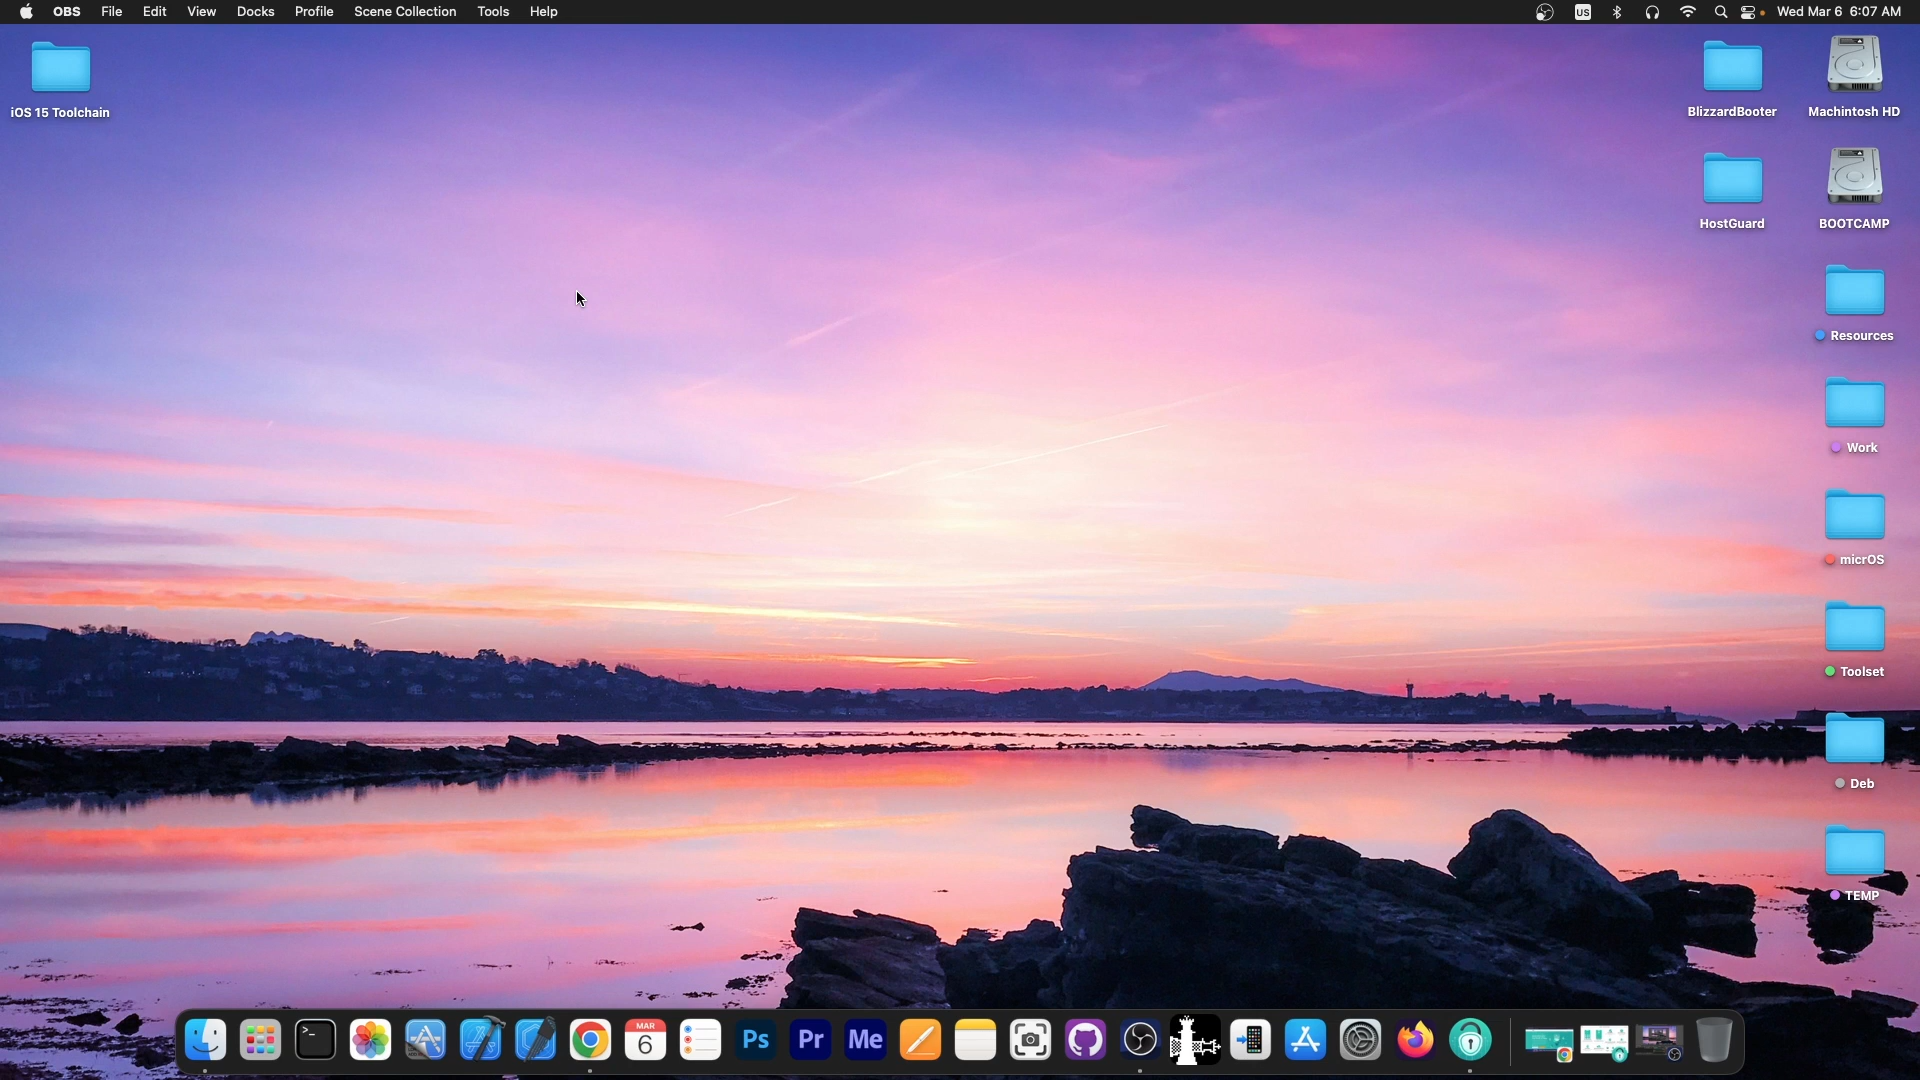 OBS File Edit View Docks Profile Scene Collection Tools Help US Wed Mar 6 6:07 AM
iOS 15 Toolchain
BlizzardBooter
Machintosh HD
HostGuard
BOOTCAMP
Resources
Work
micrOS
Toolset
Deb
TEMP
>_
MAR
6
Ps
Pr
Me